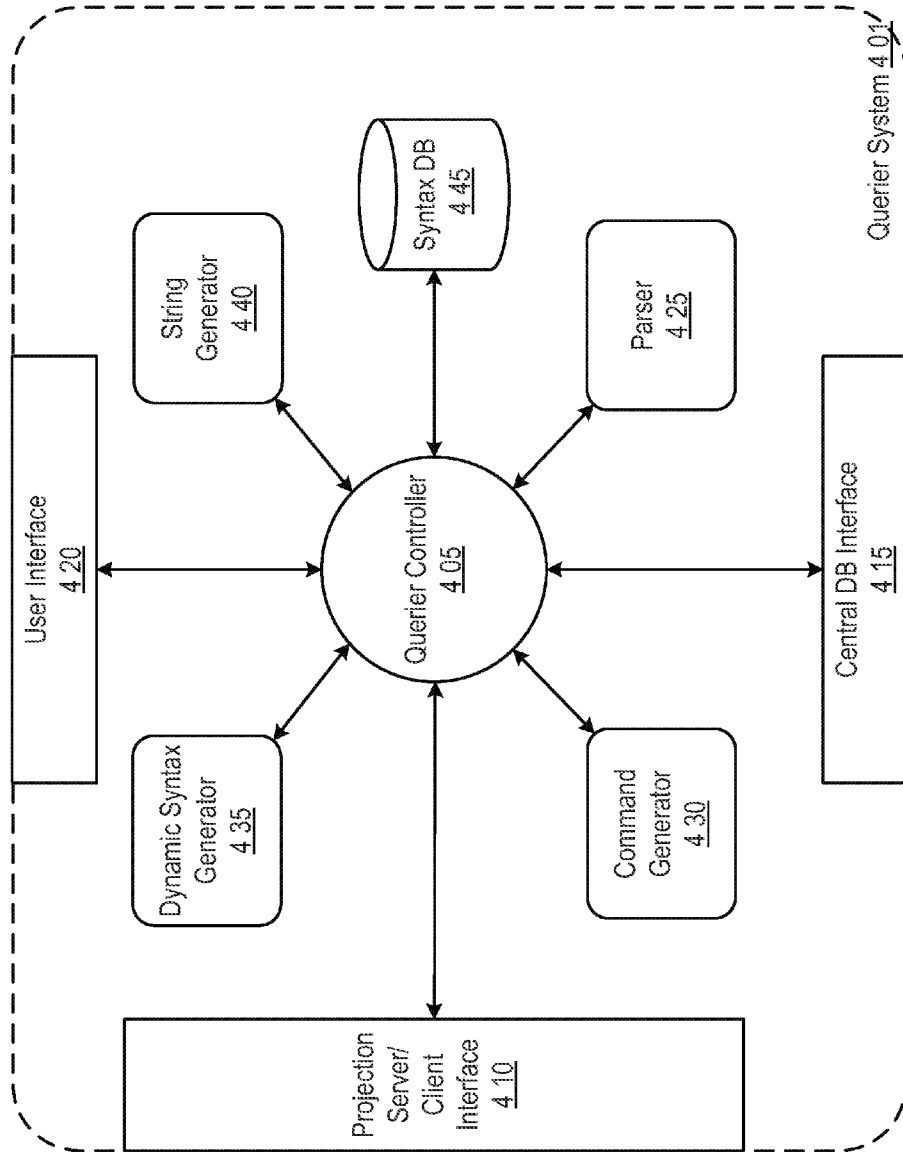 User Interface
4 20
Dynamic Syntax
Generator
4 35
String
Generator
4 40
Projection
Server/
Client
Interface
4 10
Querier Controller
4 05
Syntax DB
4 45
Command
Generator
4 30
Parser
4 25
Central DB Interface
4 15
Querier System 4 01